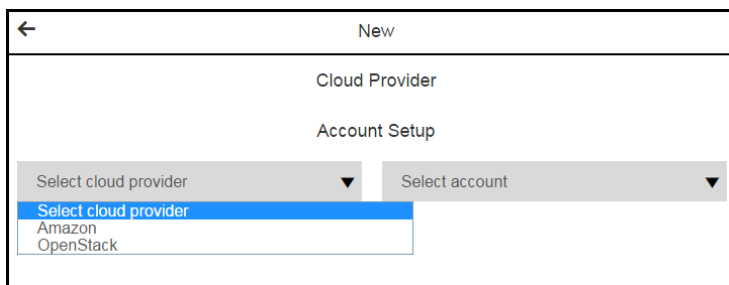 New
Cloud Provider
Account Setup
Select cloud provider
Select account
Select cloud provider
Amazon
OpenStack